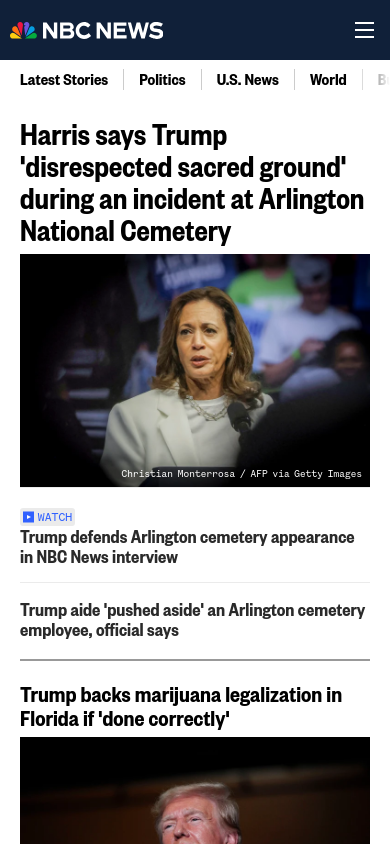 NBC NEWS
Latest Stories
Politics
U.S. News
World
Harris says Trump
'disrespected sacred ground'
during an incident at Arlington
National Cemetery
Christian Monterrosa / AFP via Getty Images
WATCH
Trump defends Arlington cemetery appearance
in NBC News interview
Trump aide 'pushed aside' an Arlington cemetery
employee, official says
Trump backs marijuana legalization in
Florida if 'done correctly'